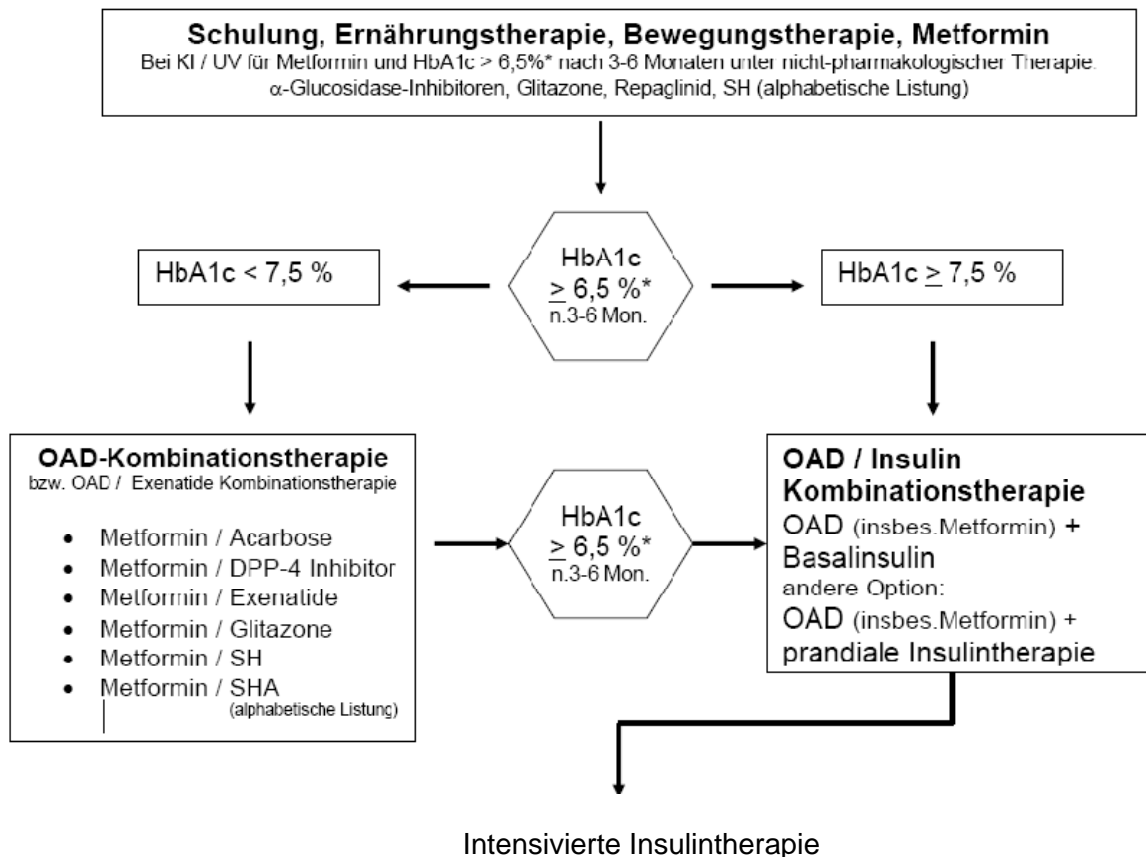 Schulung, Ernährungstherapie, Bewegungstherapie, Metformin
Bei KI / UV für Metformin und HbA1c > 6,5%* nach 3-6 Monaten unter nicht-pharmakologischer Therapie.
α-Glucosidase-Inhibitoren, Glitazone, Repaglinid, SH (alphabetische Listung)
HbA1c < 7,5 %
HbA1c
≥ 6,5 %*
n.3-6 Mon.
HbA1c ≥ 7,5 %
OAD-Kombinationstherapie
bzw. OAD / Exenatide Kombinationstherapie
• Metformin / Acarbose
• Metformin / DPP-4 Inhibitor
• Metformin / Exenatide
• Metformin / Glitazone
• Metformin / SH
• Metformin / SHA
(alphabetische Listung)
HbA1c
≥ 6,5 %*
n.3-6 Mon.
OAD / Insulin
Kombinationstherapie
OAD (insbes.Metformin) +
Basalinsulin
andere Option:
OAD (insbes.Metformin) +
prandiale Insulintherapie
Intensivierte Insulintherapie